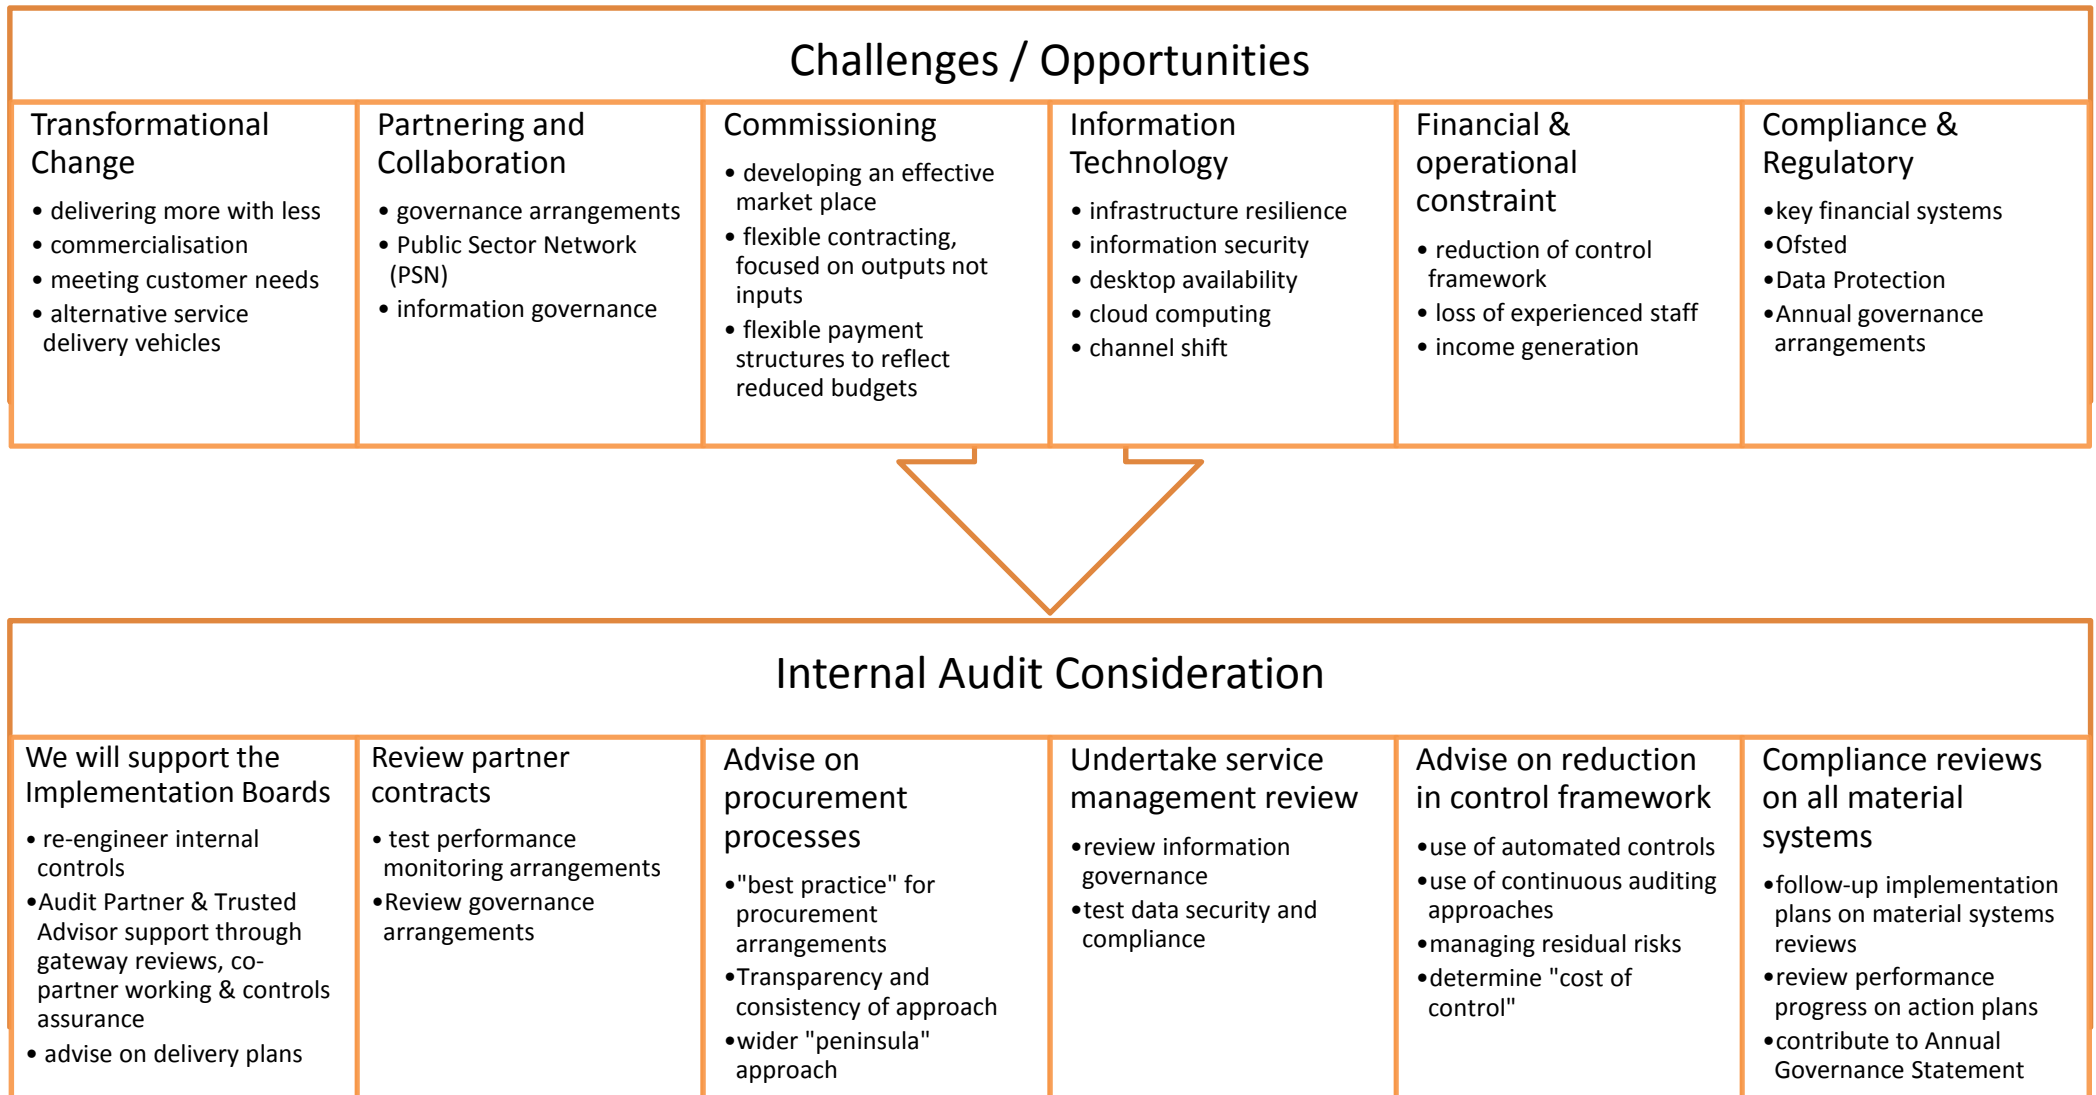 Challenges / Opportunities
Transformational
Change
• delivering more with less
• commercialisation
• meeting customer needs
• alternative service
delivery vehicles
Partnering and
Collaboration
• governance arrangements
• Public Sector Network
(PSN)
• information governance
Commissioning
• developing an effective
market place
• flexible contracting,
focused on outputs not
inputs
• flexible payment
structures to reflect
reduced budgets
Information
Technology
• infrastructure resilience
• information security
• desktop availability
• cloud computing
• channel shift
Financial &
operational
constraint
• reduction of control
framework
• loss of experienced staff
• income generation
Compliance &
Regulatory
•key financial systems
•Ofsted
•Data Protection
•Annual governance
arrangements
Internal Audit Consideration
We will support the
Implementation Boards
• re-engineer internal
controls
•Audit Partner & Trusted
Advisor support through
gateway reviews, co-
partner working & controls
assurance
• advise on delivery plans
Review partner
contracts
• test performance
monitoring arrangements
•Review governance
arrangements
Advise on
procurement
processes
•"best practice" for
procurement
arrangements
•Transparency and
consistency of approach
•wider "peninsula"
approach
Undertake service
management review
•review information
governance
•test data security and
compliance
Advise on reduction
in control framework
•use of automated controls
•use of continuous auditing
approaches
•managing residual risks
•determine "cost of
control"
Compliance reviews
on all material
systems
•follow-up implementation
plans on material systems
reviews
•review performance
progress on action plans
•contribute to Annual
Governance Statement